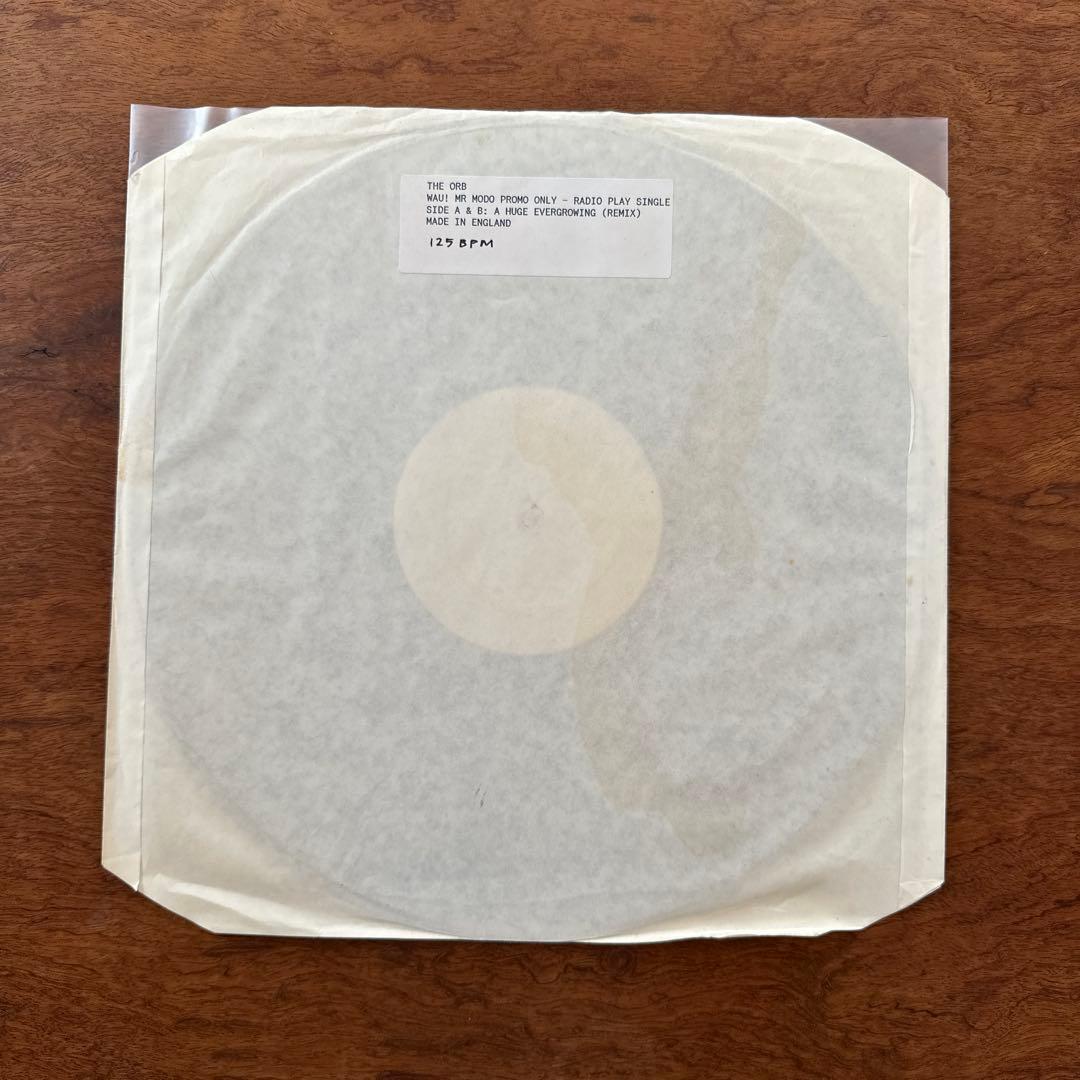 THE ORB
WAU! MR MODO PROMO ONLY - RADIO PLAY SINGLE
SIDE A & B: A HUGE EVERGROWING (REMIX)
MADE IN ENGLAND
125 BPM